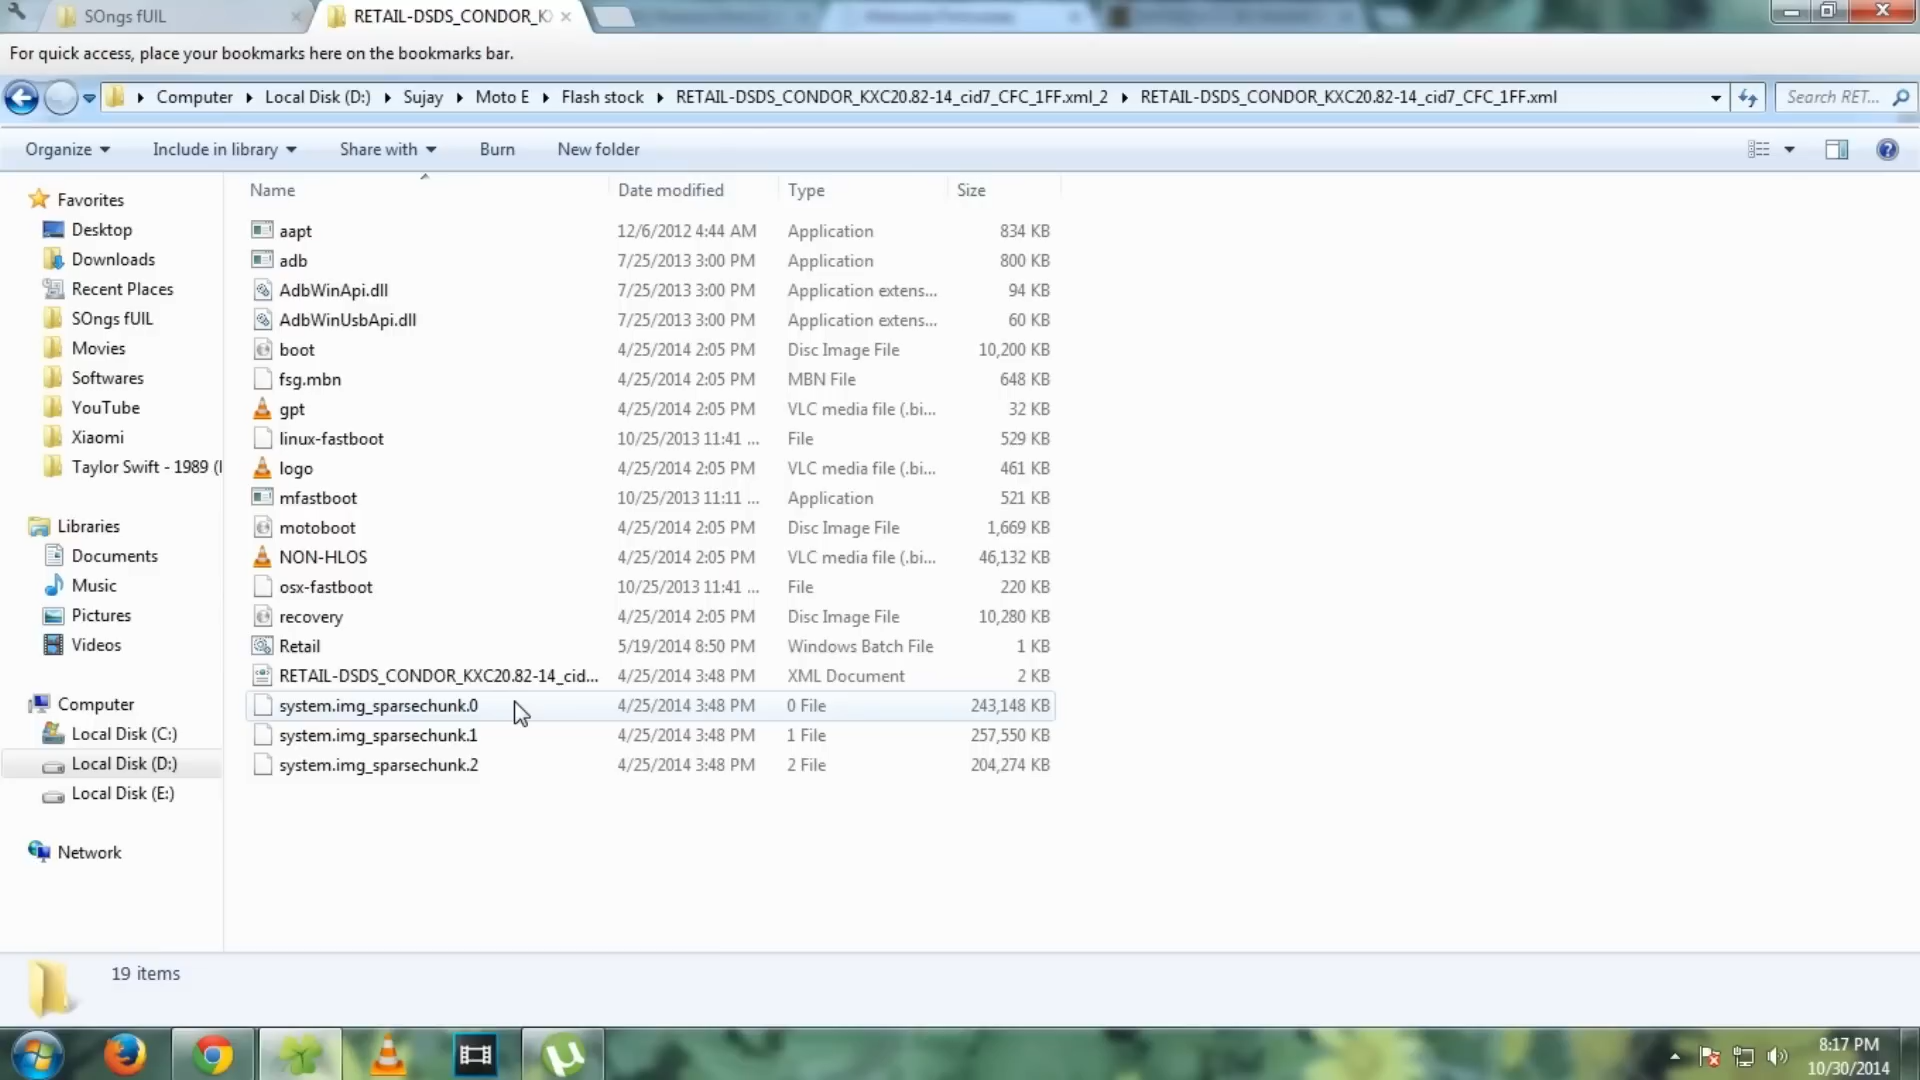 SOngs fUIL
RETAIL-DSDS_CONDOR_KX
For quick access, place your bookmarks here on the bookmarks bar.
Computer Local Disk (D:) Sujay Moto E Flash stock RETAIL-DSDS_CONDOR_KXC20.82-14_cid7_CFC_1FF.xml_2 RETAIL-DSDS_CONDOR_KXC20.82-14_cid7_CFC_1FF.xml
Search RET...
Organize Include in library Share with Burn New folder
Favorites
Desktop
Downloads
Recent Places
SOngs fUIL
Movies
Softwares
YouTube
Xiaomi
Taylor Swift - 1989 (
Libraries
Documents
Music
Pictures
Videos
Computer
Local Disk (C:)
Local Disk (D:)
Local Disk (E:)
Network
Name Date modified Type Size
aapt 12/6/2012 4:44 AM Application 834 KB
adb 7/25/2013 3:00 PM Application 800 KB
AdbWinApi.dll 7/25/2013 3:00 PM Application extens... 94 KB
AdbWinUsbApi.dll 7/25/2013 3:00 PM Application extens... 60 KB
boot 4/25/2014 2:05 PM Disc Image File 10,200 KB
fsg.mbn 4/25/2014 2:05 PM MBN File 648 KB
gpt 4/25/2014 2:05 PM VLC media file (.bi... 32 KB
linux-fastboot 10/25/2013 11:41 ... File 529 KB
logo 4/25/2014 2:05 PM VLC media file (.bi... 461 KB
mfastboot 10/25/2013 11:11 ... Application 521 KB
motoboot 4/25/2014 2:05 PM Disc Image File 1,669 KB
NON-HLOS 4/25/2014 2:05 PM VLC media file (.bi... 46,132 KB
osx-fastboot 10/25/2013 11:41 ... File 220 KB
recovery 4/25/2014 2:05 PM Disc Image File 10,280 KB
Retail 5/19/2014 8:50 PM Windows Batch File 1 KB
RETAIL-DSDS_CONDOR_KXC20.82-14_cid... 4/25/2014 3:48 PM XML Document 2 KB
system.img_sparsechunk.0 4/25/2014 3:48 PM 0 File 243,148 KB
system.img_sparsechunk.1 4/25/2014 3:48 PM 1 File 257,550 KB
system.img_sparsechunk.2 4/25/2014 3:48 PM 2 File 204,274 KB
19 items
8:17 PM
10/30/2014